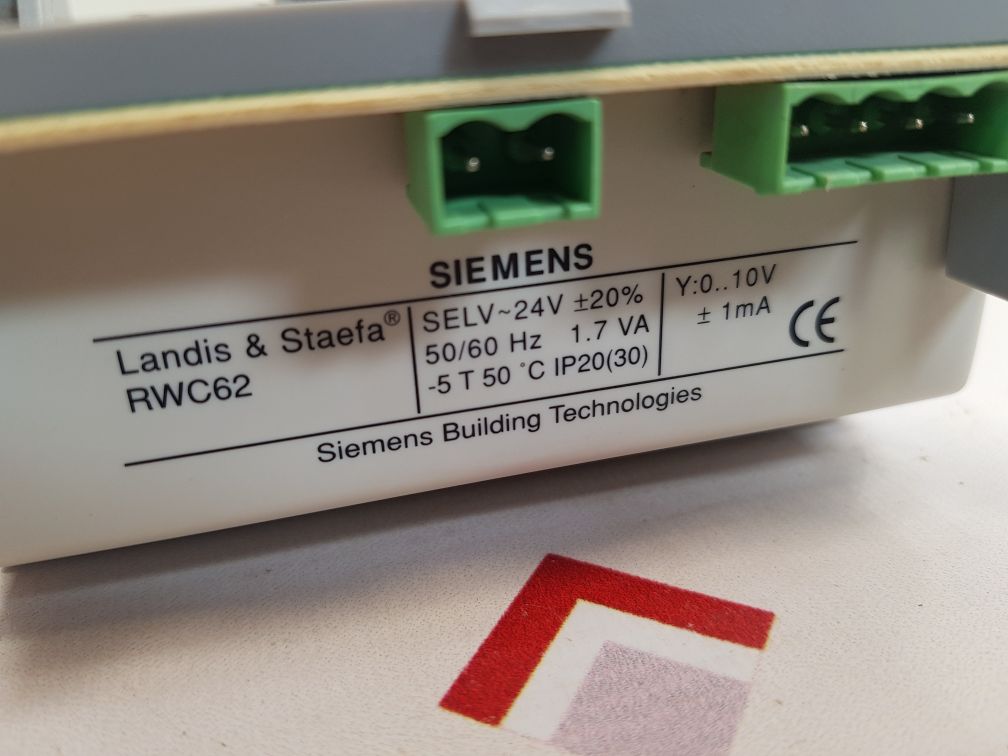 SIEMENS
Landis & Staefa®
RWC62
SELV~24V ±20%
50/60 Hz 1.7 VA
-5 T 50 °C IP20(30)
Y:0..10V
± 1mA
CE
Siemens Building Technologies